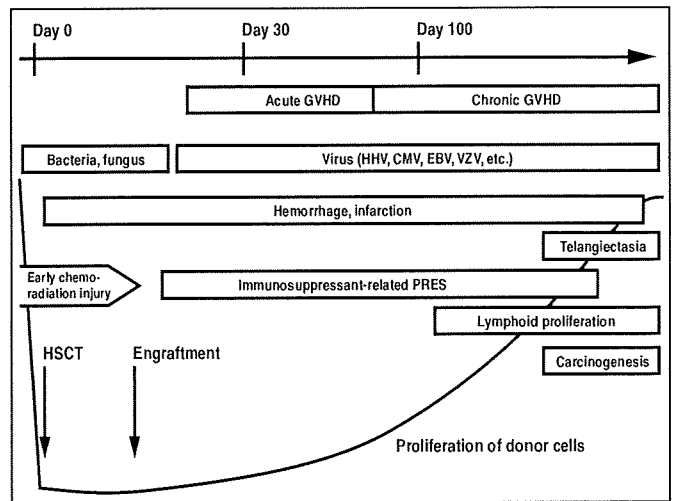 Day 0
Day 30
Day 100
Acute GVHD
Chronic GVHD
Bacteria, fungus
Virus (HHV, CMV, EBV, VZV, etc.)
Hemorrhage, infarction
Telangiectasia
Early chemo-
radiation injury
Immunosuppressant-related PRES
Lymphoid proliferation
HSCT
Engraftment
Carcinogenesis
Proliferation of donor cells